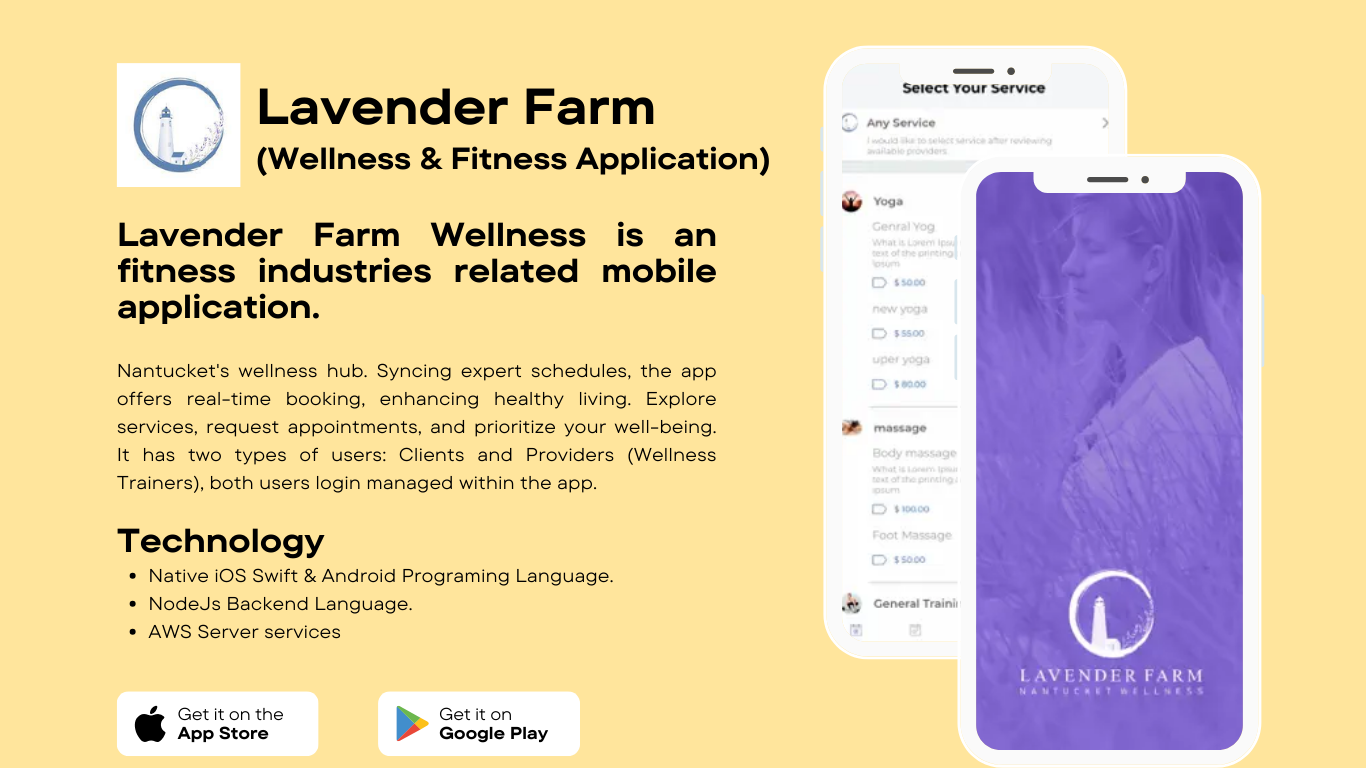 Lavender Farm
(Wellness & Fitness Application)
Lavender Farm Wellness is an
fitness industries related mobile
application.
Nantucket's wellness hub. Syncing expert schedules, the app
offers real-time booking, enhancing healthy living. Explore
services, request appointments, and prioritize your well-being.
It has two types of users: Clients and Providers (Wellness
Trainers), both users login managed within the app.
Technology
• Native iOS Swift & Android Programing Language.
• NodeJs Backend Language.
• AWS Server services
Get it on the
App Store
Get it on
Google Play
Select Your Service
Any Service
I would like to select service after reviewing
available providers.
Yoga
Genral Yog
What is Lorem Ipsu
text of the printing
Ipsum
$ 50.00
new yoga
$ 55.00
uper yoga
$ 80.00
massage
Body massage
What is Lorem Ipsu
text of the printing
ipsum
$ 100.00
Foot Massage
$ 50.00
General Traini
LAVENDER FARM
NANTUCKET WELLNESS